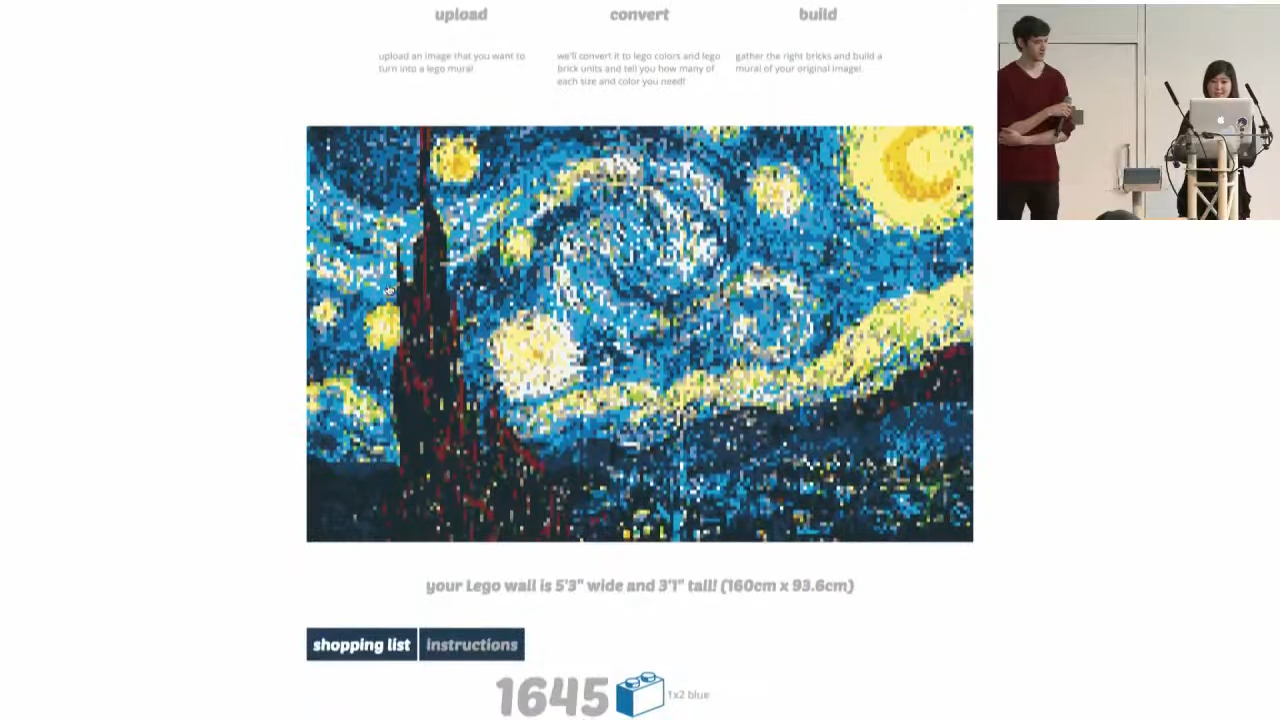 upload
convert
build
upload an image that you want to
turn into a lego mural
we'll convert it to lego colors and lego
brick units and tell you how many of
each size and color you need!
gather the right bricks and build a
mural of your original image!
your Lego wall is 5'3" wide and 3'1" tall! (160cm x 93.6cm)
shopping list
instructions
1645
1x2 blue